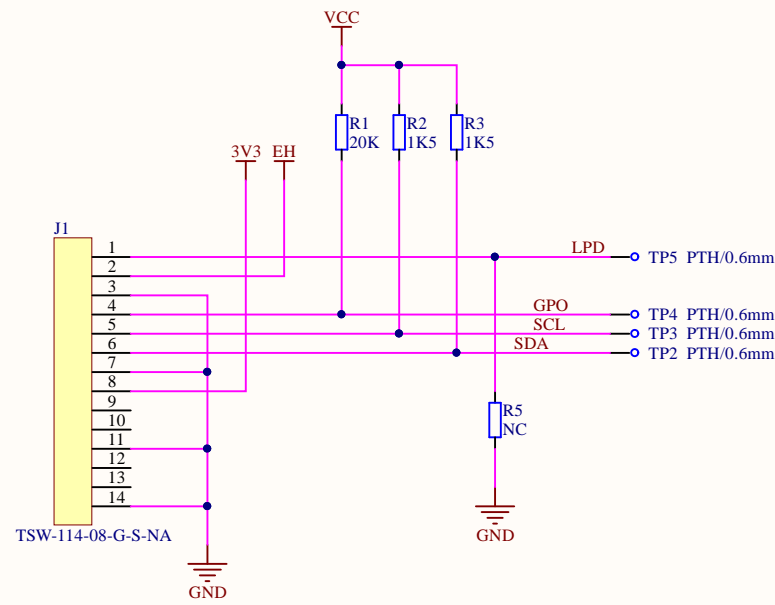 VCC
R1
20K
R2
1K5
R3
1K5
3V3 EH
J1
1
2
3
4
5
6
7
8
9
10
11
12
13
14
LPD
TP5 PTH/0.6mm
GPO
TP4 PTH/0.6mm
SCL
TP3 PTH/0.6mm
SDA
TP2 PTH/0.6mm
R5
NC
TSW-114-08-G-S-NA
GND
GND